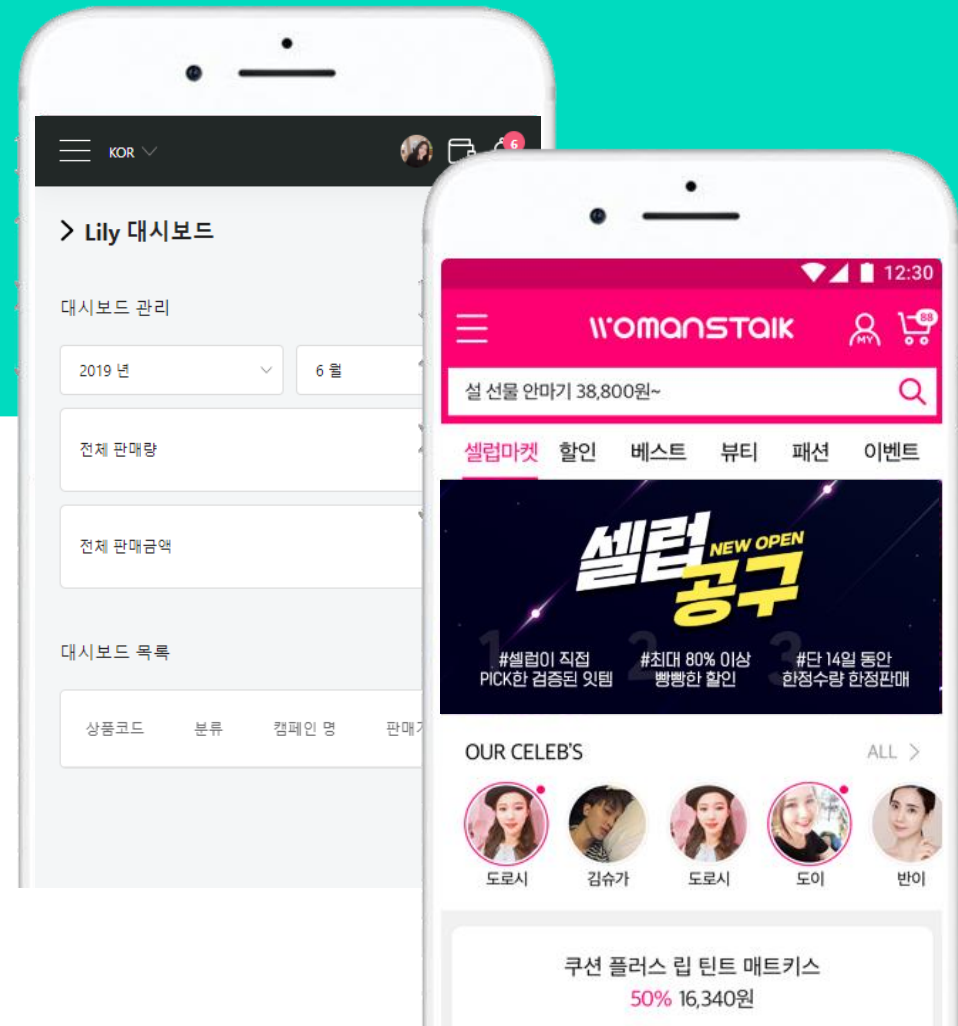 KOR
6
Lily 대시보드
대시보드 관리
2019 년
6 월
전체 판매량
전체 판매금액
대시보드 목록
상품코드 분류 캠페인 명
12:30
WOMANSTALK
MY
88
설 선물 안마기 38,800원~
셀럽마켓 할인 베스트 뷰티 패션 이벤트
셀럽
NEW OPEN
공구
1 2 3
#셀럽이 직접
PICK한 검증된 잇템
#최대 80% 이상
빵빵한 할인
#단 14일 동안
한정수량 한정판매
OUR CELEB'S
ALL
도로시 김슈가 도로시 도이 반이
쿠션 플러스 립 틴트 매트키스
50% 16,340원